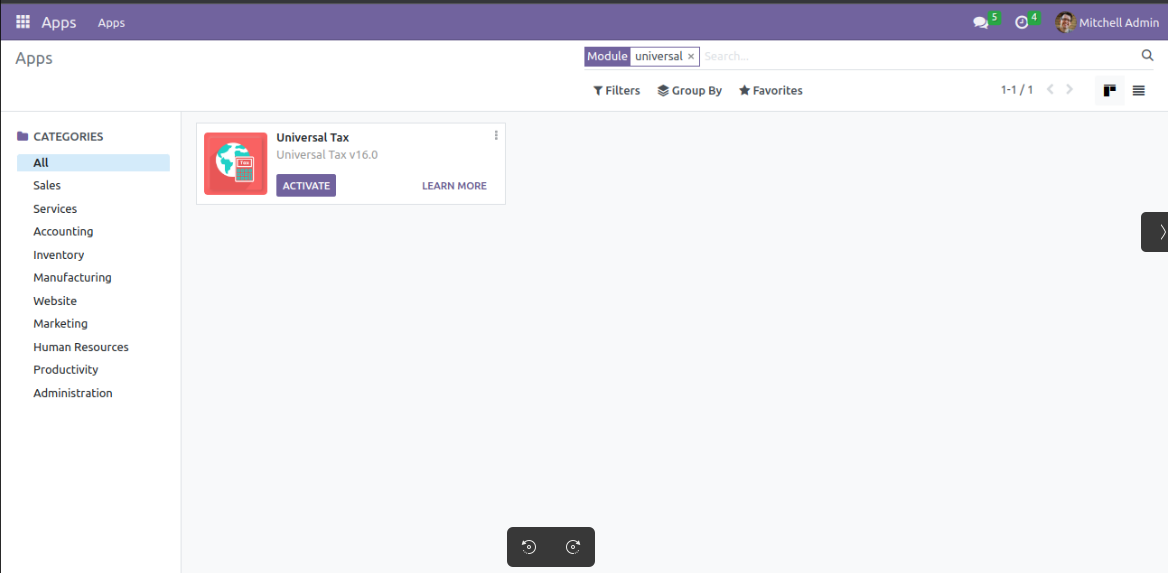 Apps Apps 5 4 Mitchell Admin
Apps Module universal × Search...
Filters Group By Favorites 1-1 / 1
CATEGORIES
All
Sales
Services
Accounting
Inventory
Manufacturing
Website
Marketing
Human Resources
Productivity
Administration
Universal Tax
Universal Tax v16.0
Tax
ACTIVATE LEARN MORE